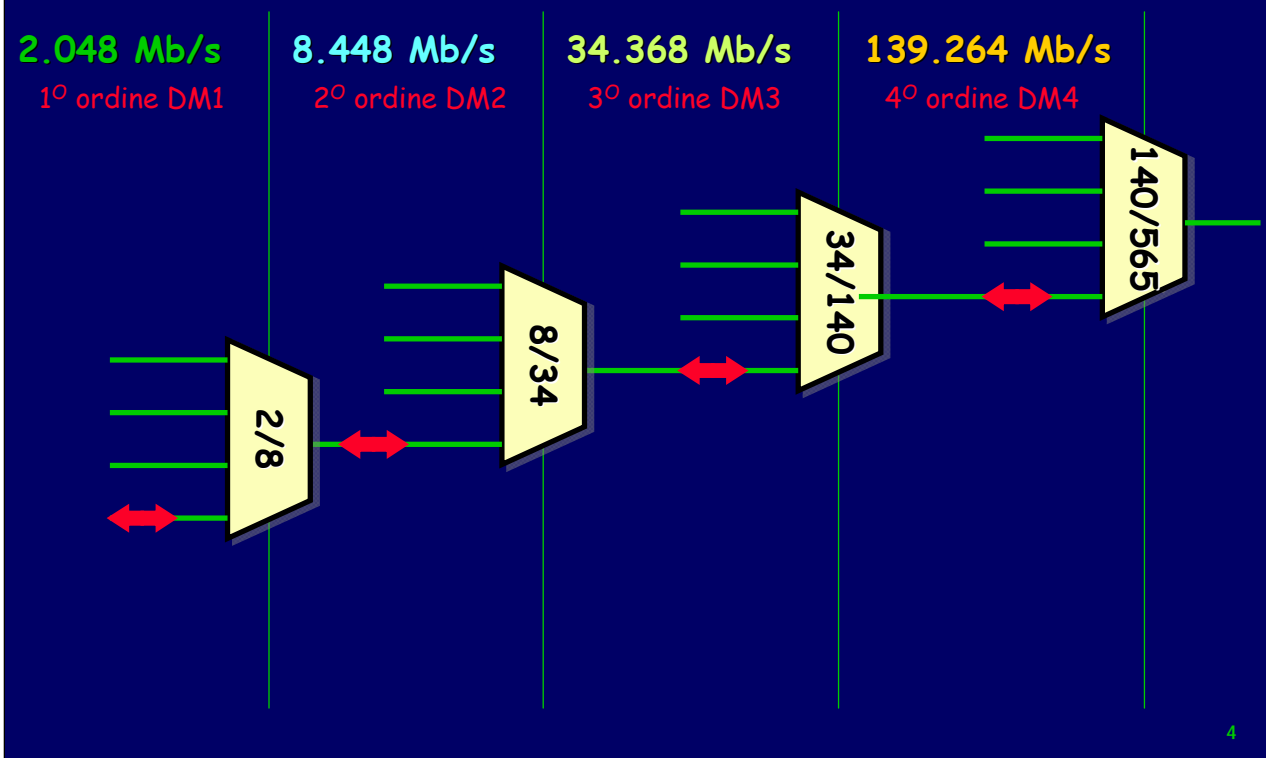 2.048 Mb/s 8.448 Mb/s 34.368 Mb/s 139.264 Mb/s
1º ordine DM1 2º ordine DM2 3º ordine DM3 4º ordine DM4
140/565
34/140
8/34
2/8
4